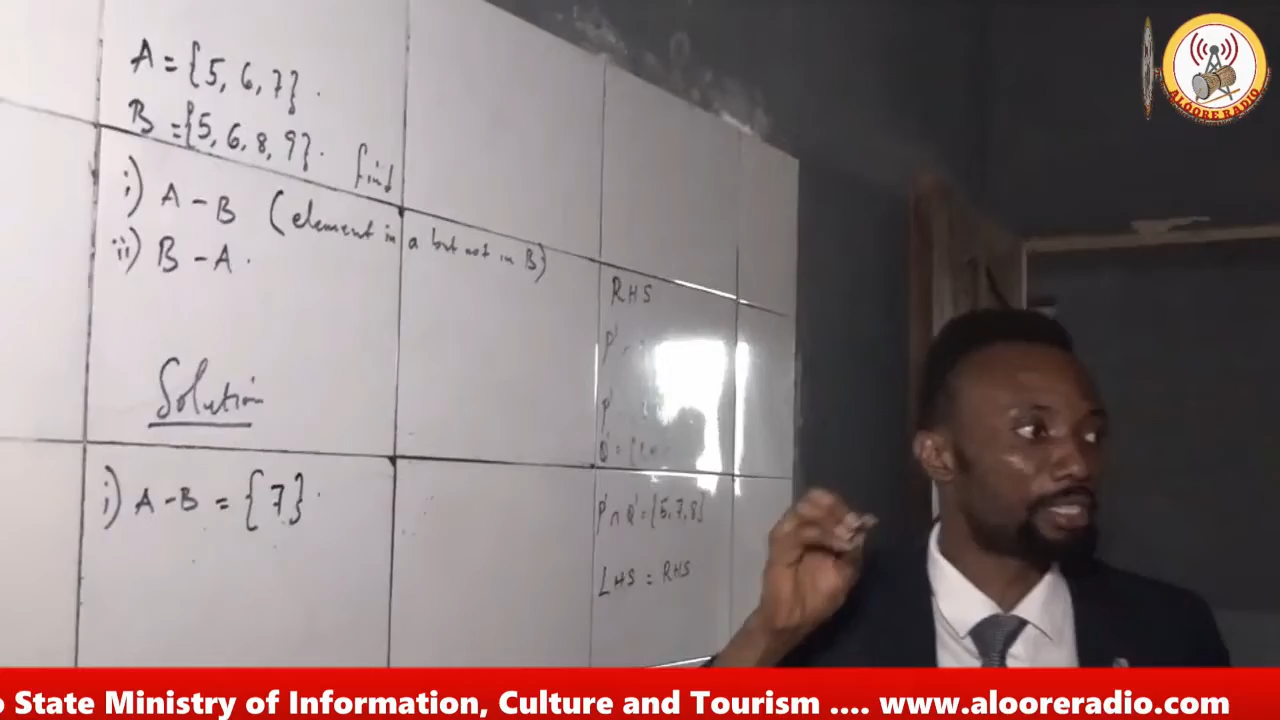 A = {5, 6, 7}.
B = {5, 6, 8, 9}. find
i) A - B (element in a but not in B)
ii) B - A.
Solution
i) A - B = {7}.
RHS
P'
P'
Q' = {
P' ∩ Q' = {5, 7, 8}
LHS = RHS
ALOORE RADIO
State Ministry of Information, Culture and Tourism .... www.alooreradio.com